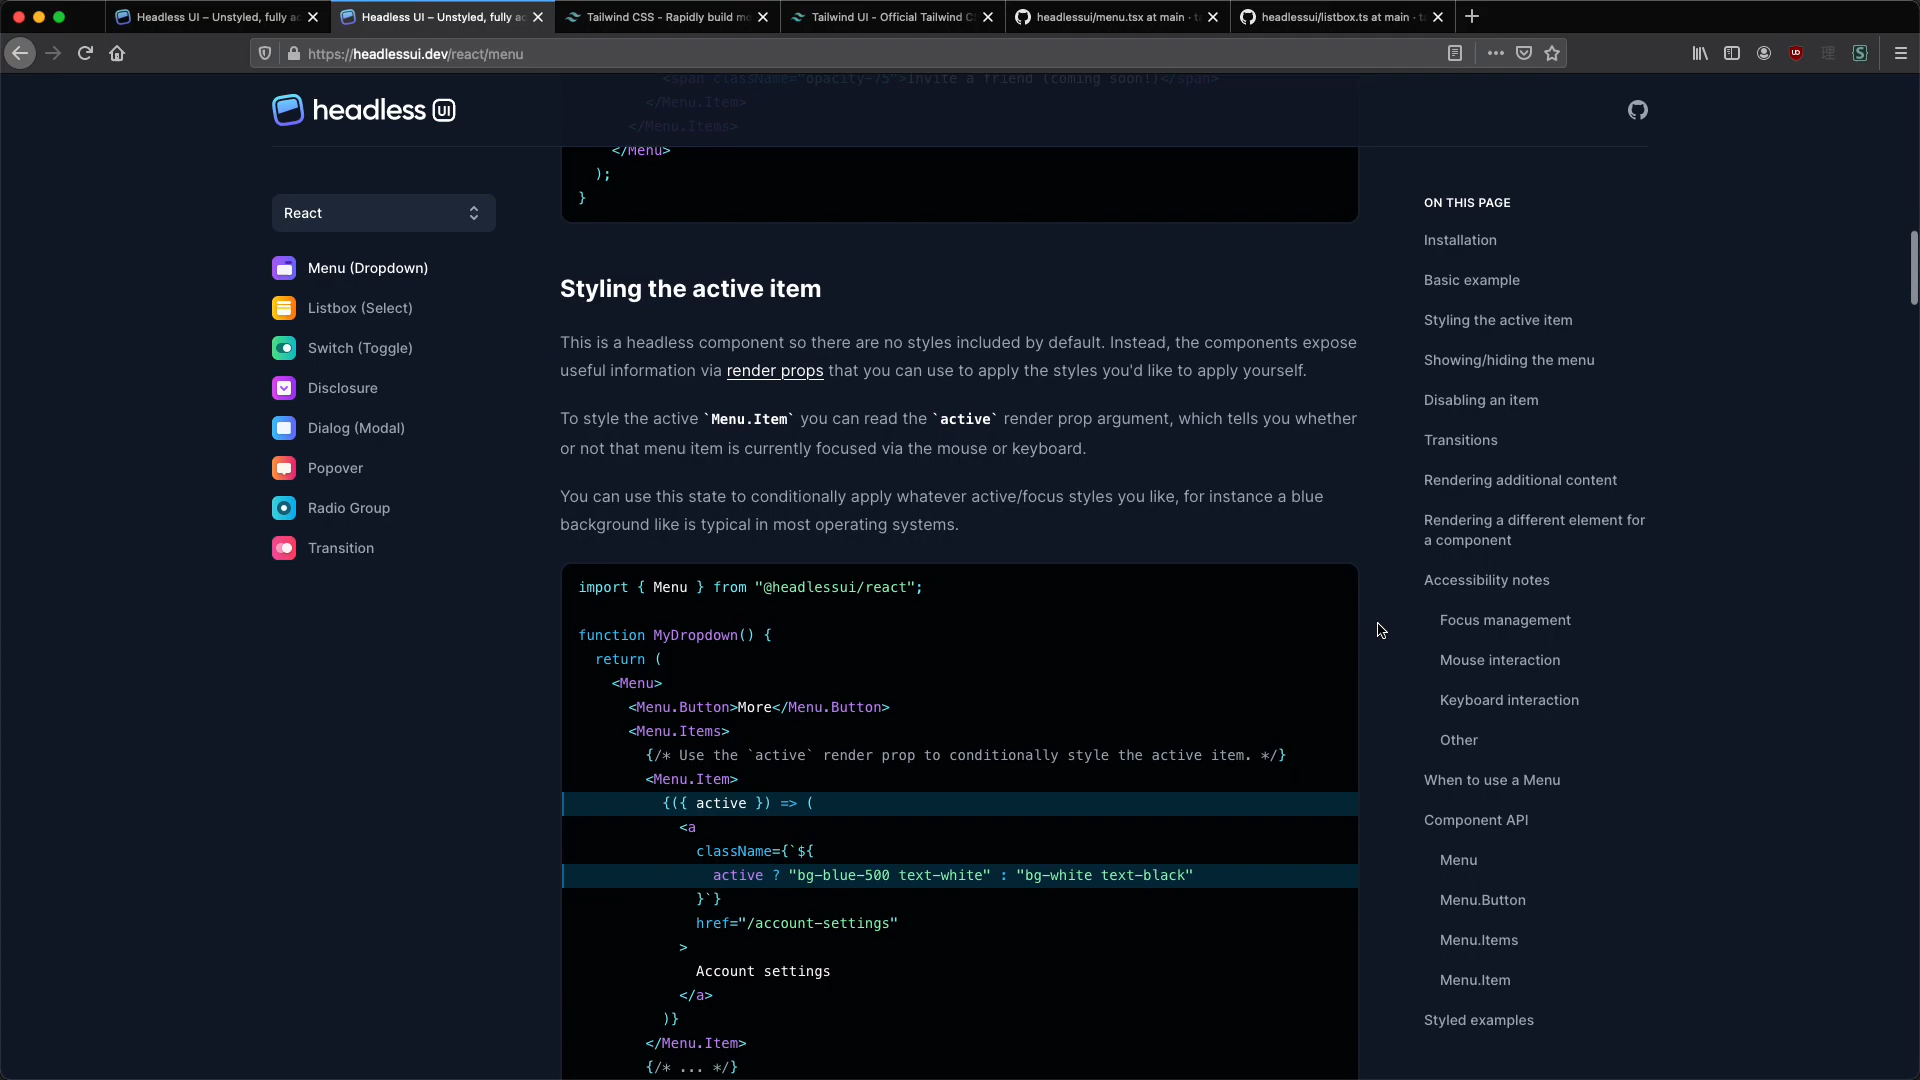 Headless UI – Unstyled, fully a
Headless UI – Unstyled, fully ac
Tailwind CSS - Rapidly build mo
Tailwind UI - Official Tailwind C
headlessui/menu.tsx at main · t
headlessui/listbox.ts at main · t
https://headlessui.dev/react/menu
headless UI
React
Menu (Dropdown)
Listbox (Select)
Switch (Toggle)
Disclosure
Dialog (Modal)
Popover
Radio Group
Transition
<span className="opacity-75">Invite a friend (coming soon!)</span>
</Menu.Item>
</Menu.Items>
</Menu>
);
}
Styling the active item
This is a headless component so there are no styles included by default. Instead, the components expose
useful information via render props that you can use to apply the styles you'd like to apply yourself.
To style the active `Menu.Item` you can read the `active` render prop argument, which tells you whether
or not that menu item is currently focused via the mouse or keyboard.
You can use this state to conditionally apply whatever active/focus styles you like, for instance a blue
background like is typical in most operating systems.
import { Menu } from "@headlessui/react";
function MyDropdown() {
return (
<Menu>
<Menu.Button>More</Menu.Button>
<Menu.Items>
{/* Use the `active` render prop to conditionally style the active item. */}
<Menu.Item>
{({ active }) => (
<a
className={`${
active ? "bg-blue-500 text-white" : "bg-white text-black"
}`}
href="/account-settings"
>
Account settings
</a>
)}
</Menu.Item>
{/* ... */}
ON THIS PAGE
Installation
Basic example
Styling the active item
Showing/hiding the menu
Disabling an item
Transitions
Rendering additional content
Rendering a different element for
a component
Accessibility notes
Focus management
Mouse interaction
Keyboard interaction
Other
When to use a Menu
Component API
Menu
Menu.Button
Menu.Items
Menu.Item
Styled examples